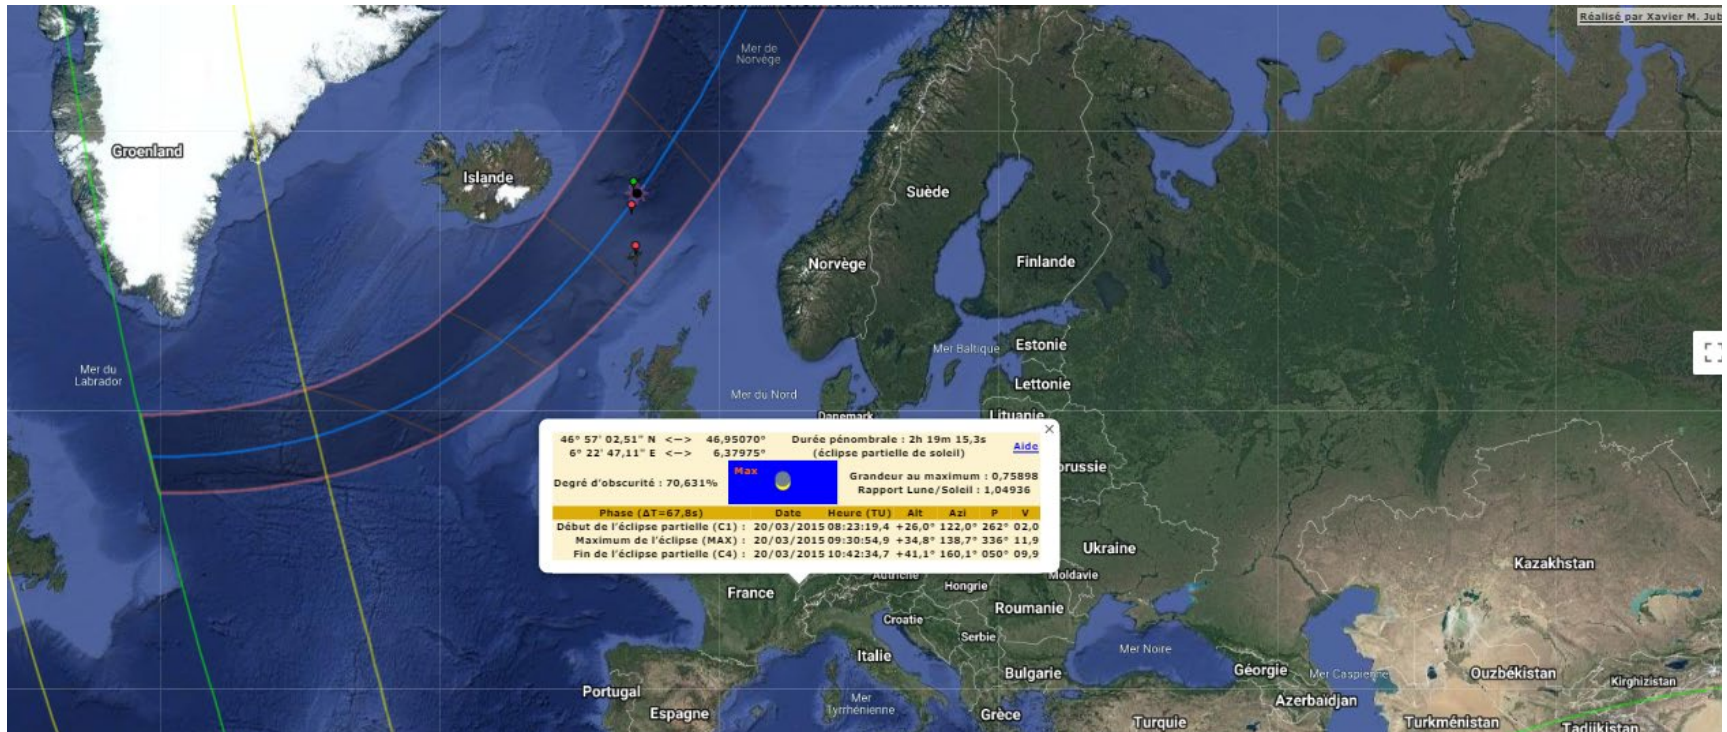 Réalisé par Xavier M. Jub
Mer de
Norvège
Groenland
Islande
Suède
Norvège
Finlande
Mer du
Labrador
Mer Baltique
Estonie
Lettonie
Mer du Nord
Danemark
Lituanie
46° 57' 02,51" N <—> 46,95070° Durée pénombrale : 2h 19m 15,3s
6° 22' 47,11" E <—> 6,37975° (éclipse partielle de soleil)
Aide
Max
Degré d'obscurité : 70,631%
Grandeur au maximum : 0,75898
Rapport Lune/Soleil : 1,04936
Phase (ΔT=67,8s) Date Heure (TU) Alt Azi P V
Début de l'éclipse partielle (C1) : 20/03/2015 08:23:19,4 +26,0° 122,0° 262° 02,0
Maximum de l'éclipse (MAX) : 20/03/2015 09:30:54,9 +34,8° 138,7° 336° 11,9
Fin de l'éclipse partielle (C4) : 20/03/2015 10:42:34,7 +41,1° 160,1° 050° 09,9
orussie
Ukraine
Kazakhstan
France
Autriche
Hongrie
Moldavie
Roumanie
Croatie
Serbie
Italie
Mer Noire
Bulgarie
Géorgie
Mer Caspienne
Ouzbékistan
Kirghizistan
Portugal
Espagne
Mer
Tyrrhénienne
Grèce
Turquie
Azerbaïdjan
Turkménistan
Tadjikistan